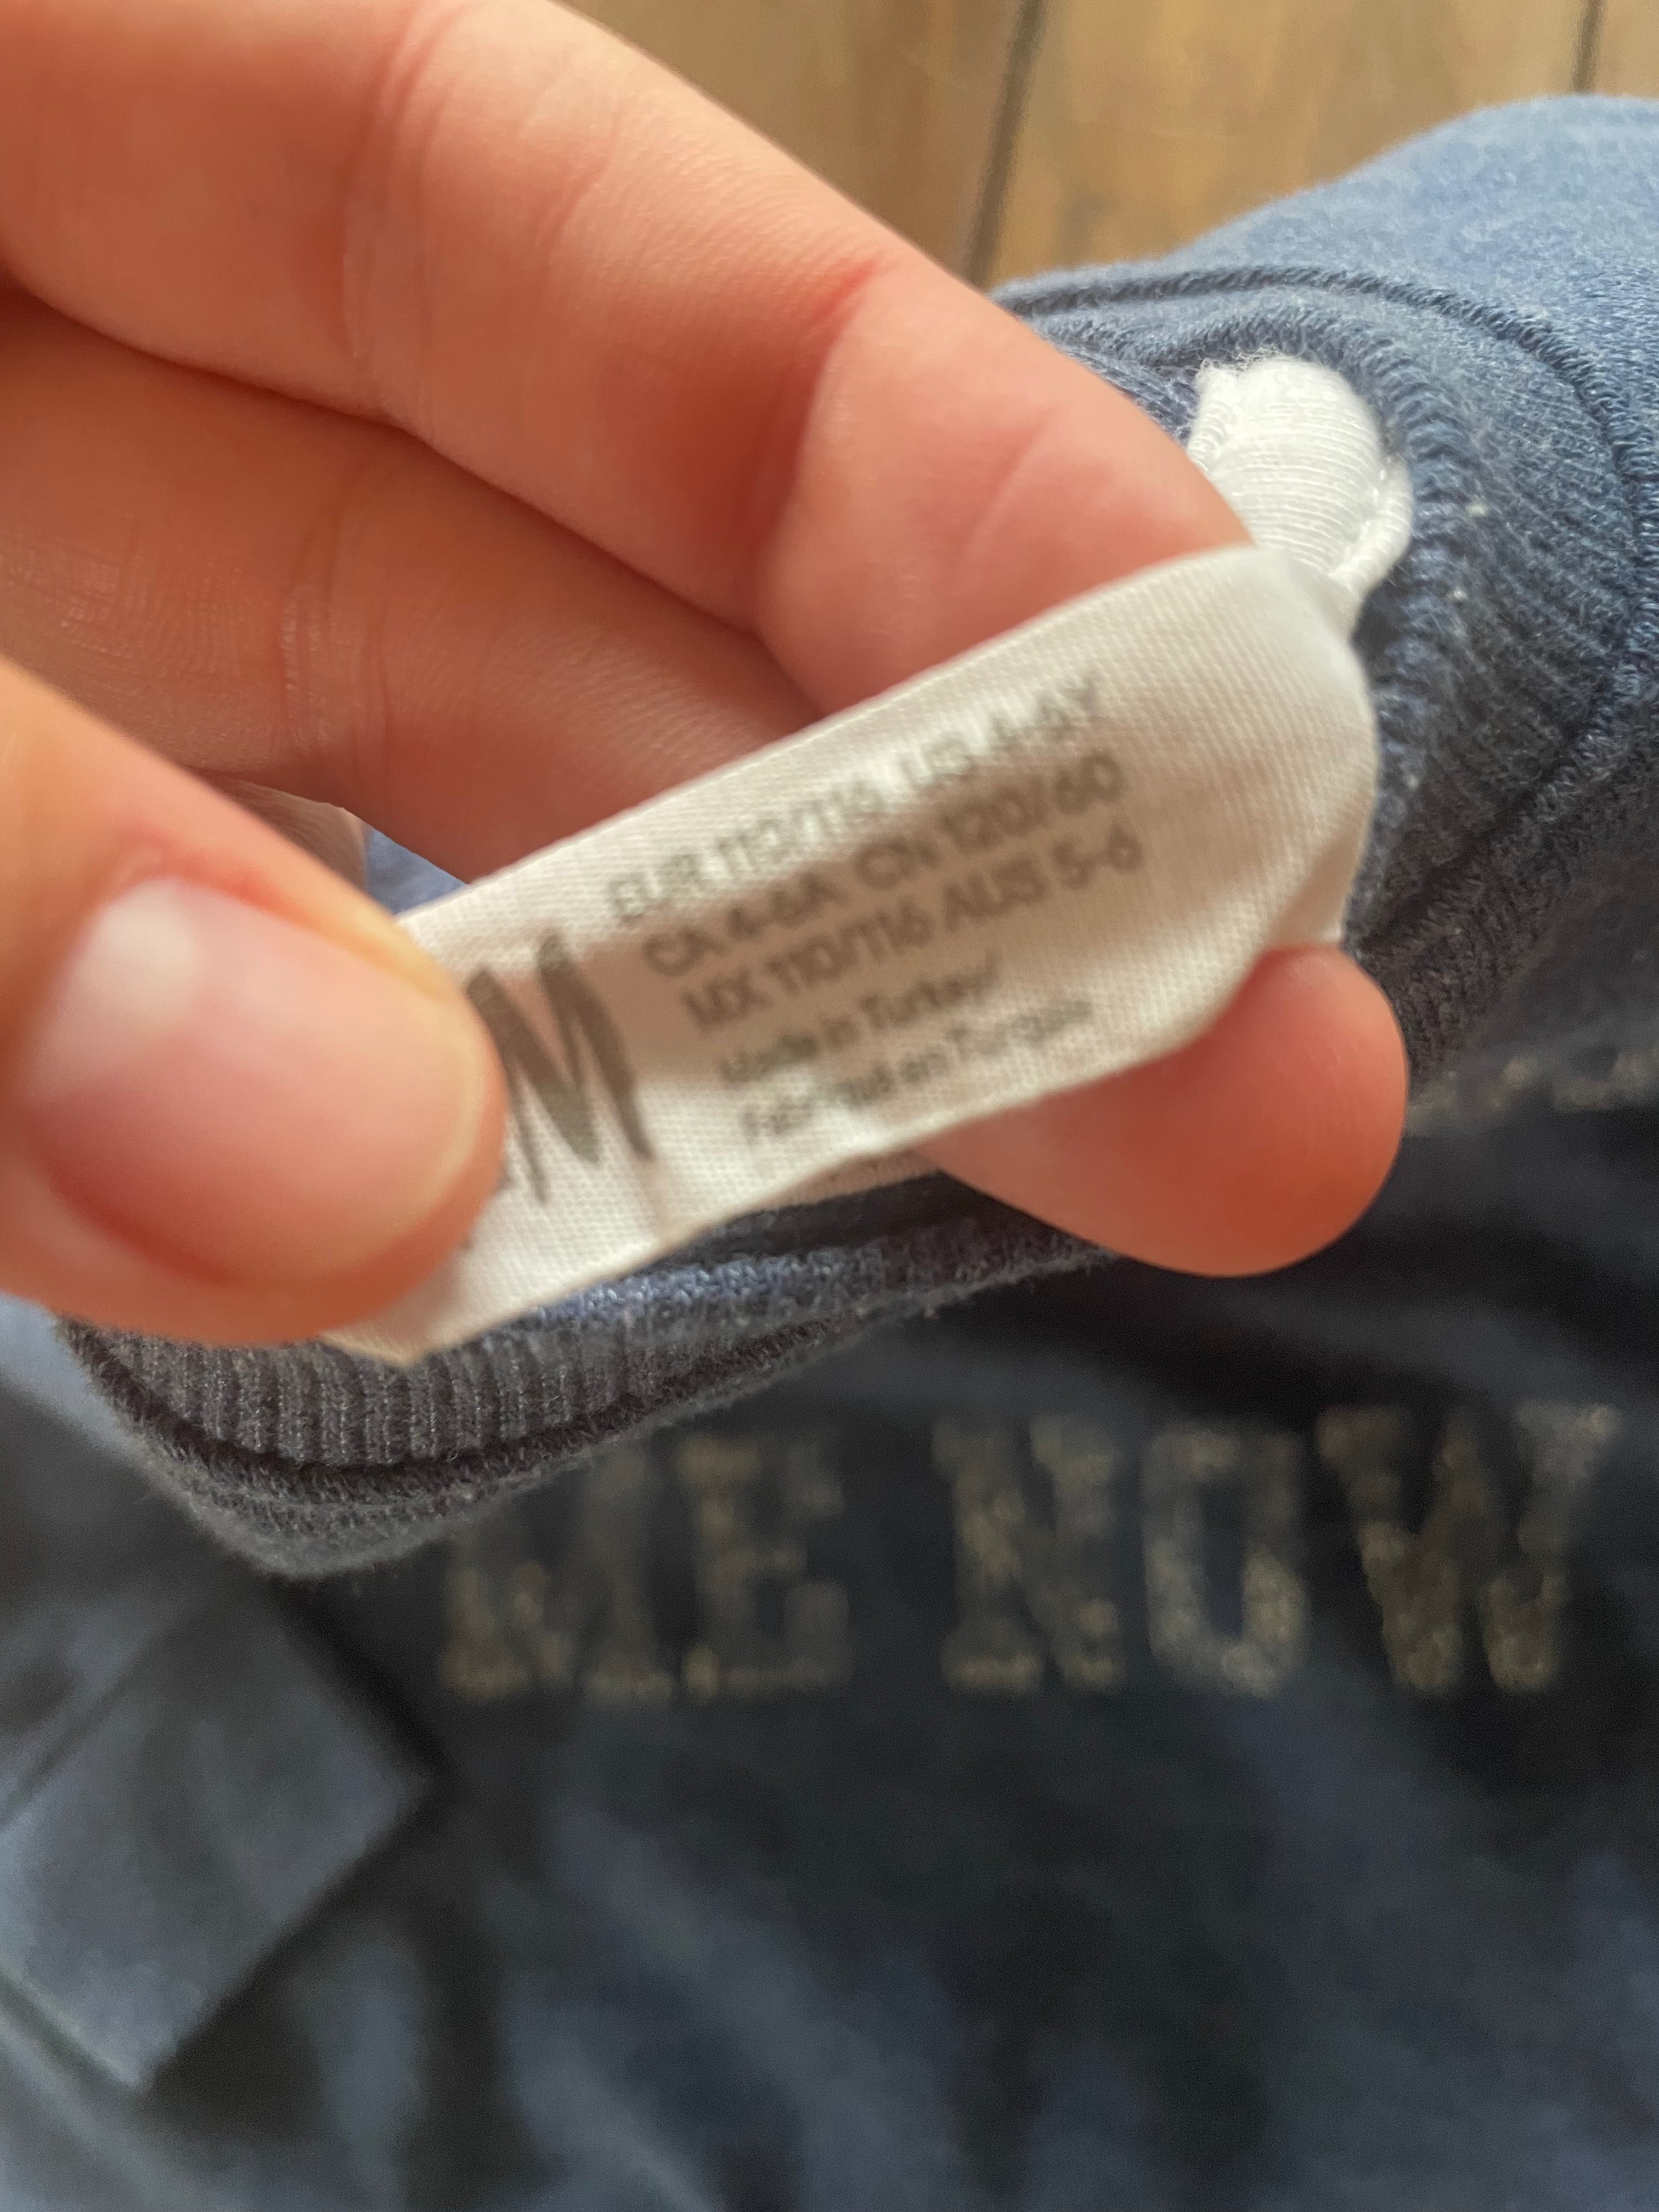 M
EUR 110/116 US 4-6Y
CA 4-6A CN 120/60
MX 110/116 AUS 5-6
Made in Turkey/
Fabriqué en Turquie
ME NOW